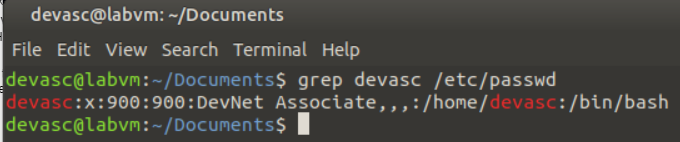 devasc@labvm: ~/Documents
File Edit View Search Terminal Help
devasc@labvm:~/Documents$ grep devasc /etc/passwd
devasc:x:900:900:DevNet Associate,,,:/home/devasc:/bin/bash
devasc@labvm:~/Documents$